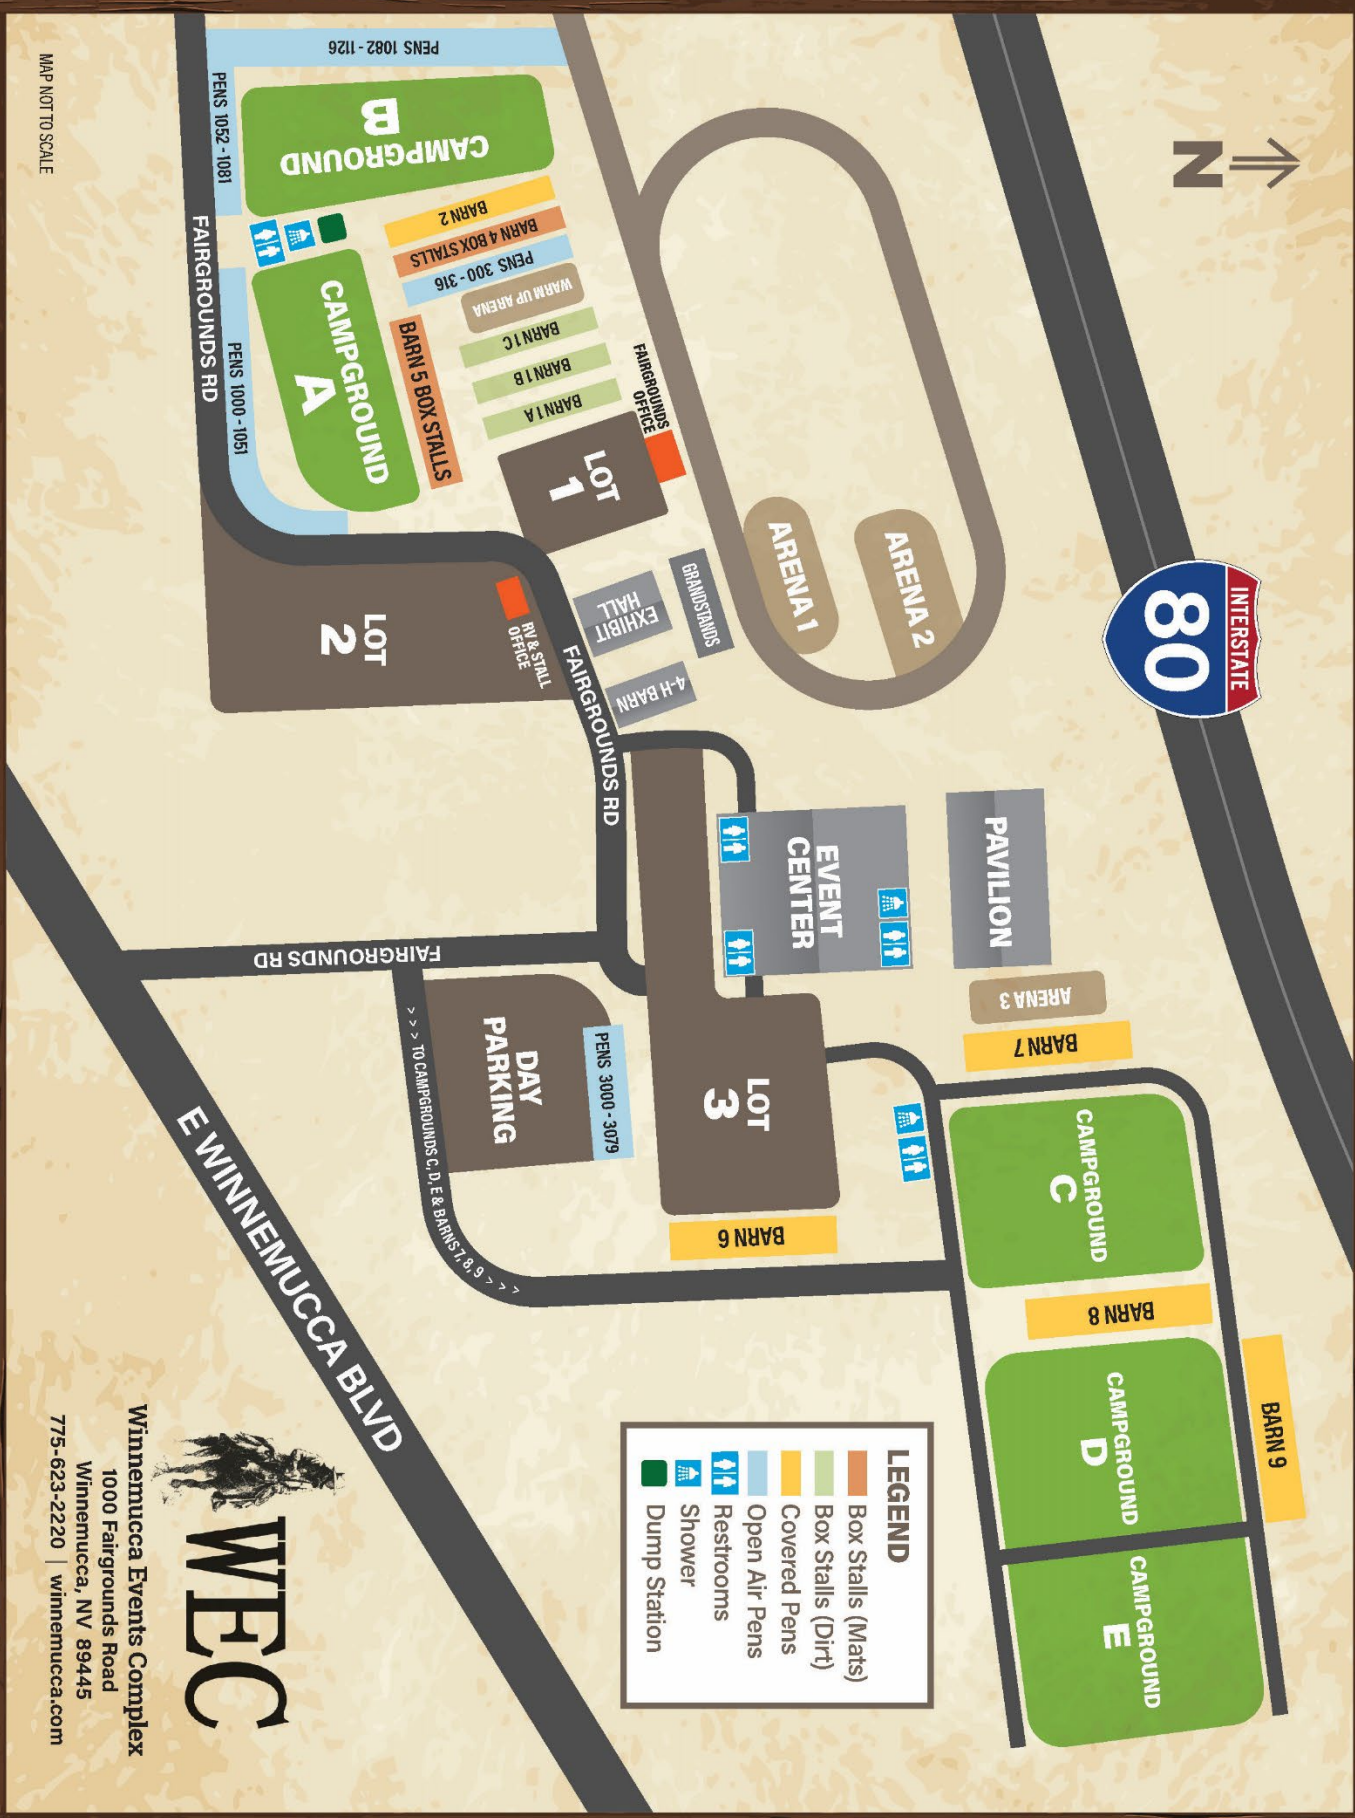 N
INTERSTATE
80
PENS 1082 - 1126
PENS 1052 - 1081
CAMPGROUND
B
BARN 2
BARN 4 BOX STALLS
PENS 300 - 316
WARM UP ARENA
BARN 1 C
BARN 1 B
BARN 1 A
FAIRGROUNDS
OFFICE
CAMPGROUND
A
BARN 5 BOX STALLS
PENS 1000 - 1051
FAIRGROUNDS RD
LOT
1
LOT
2
RV & STALL
OFFICE
EXHIBIT
HALL
GRANDSTANDS
4-H BARN
ARENA 1
ARENA 2
FAIRGROUNDS RD
PAVILION
EVENT
CENTER
ARENA 3
BARN 7
FAIRGROUNDS RD
DAY
PARKING
PENS 3000 - 3079
LOT
3
BARN 6
> > > TO CAMPGROUNDS C, D, E & BARNS 7, 8, 9 > > >
CAMPGROUND
C
BARN 8
CAMPGROUND
D
BARN 9
CAMPGROUND
E
E WINNEMUCCA BLVD
LEGEND
Box Stalls (Mats)
Box Stalls (Dirt)
Covered Pens
Open Air Pens
Restrooms
Shower
Dump Station
WEC
Winnemucca Events Complex
1000 Fairgrounds Road
Winnemucca, NV 89445
775-623-2220 | winnemucca.com
MAP NOT TO SCALE